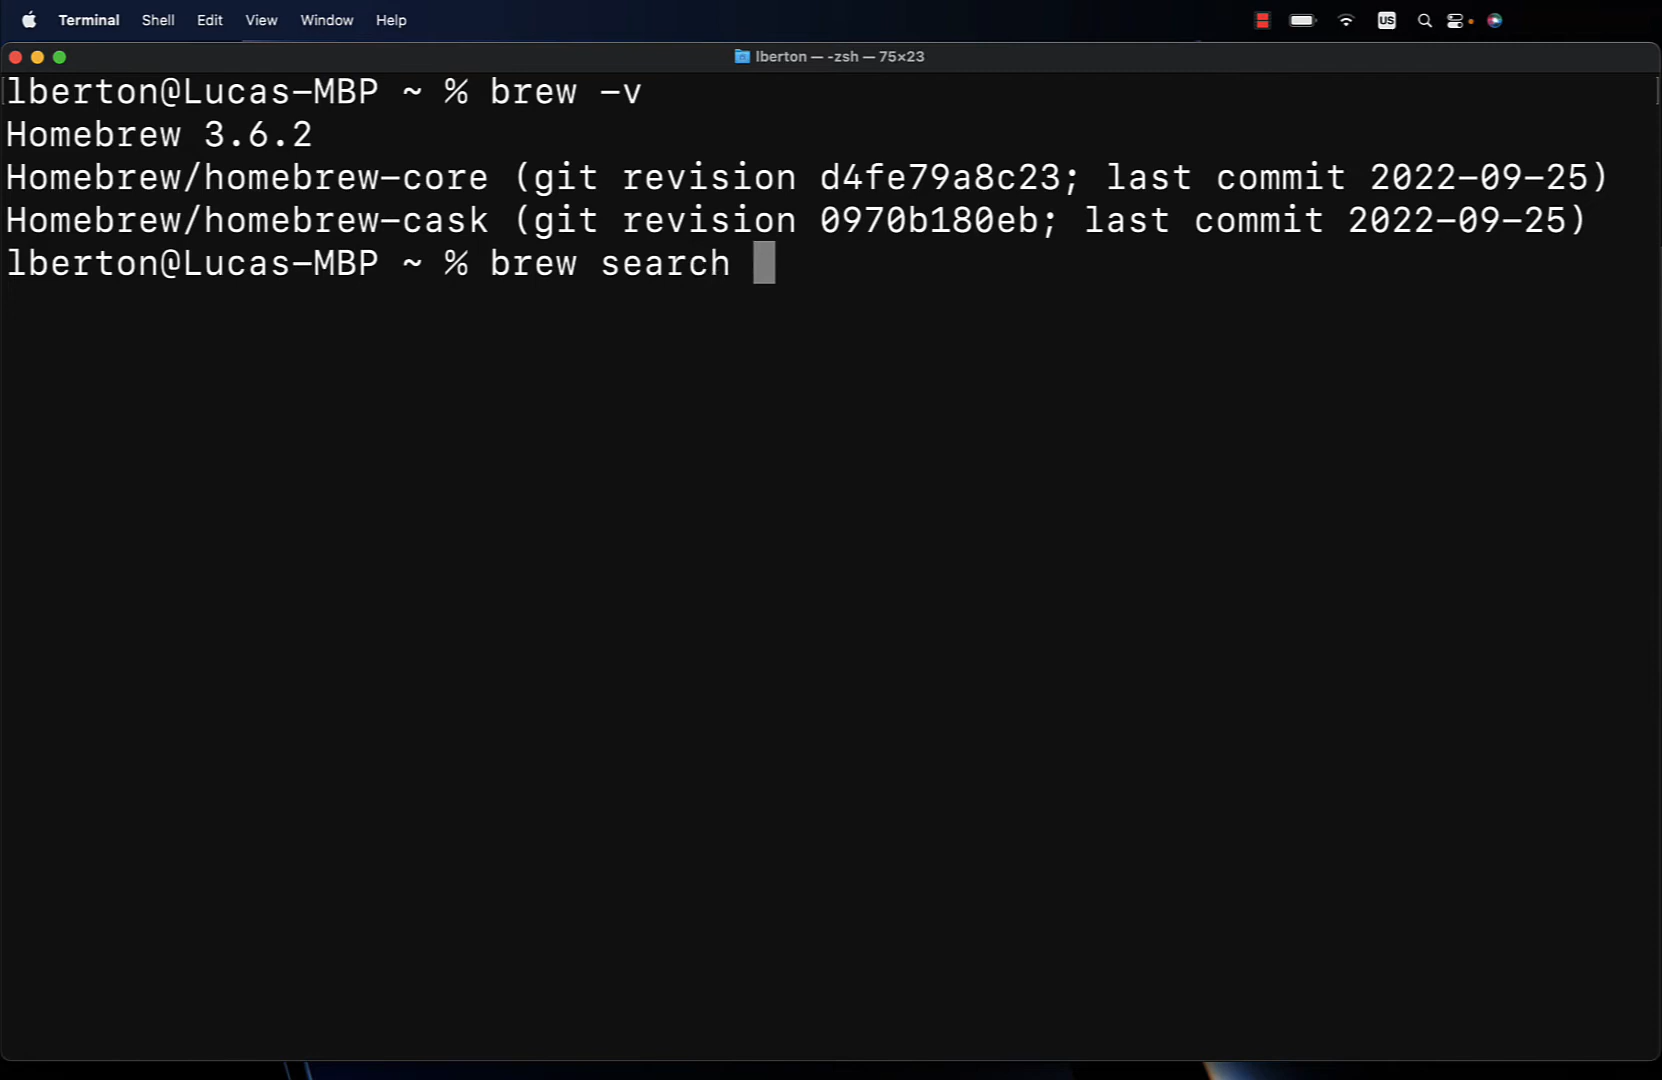 Terminal Shell Edit View Window Help US
lberton — -zsh — 75×23
lberton@Lucas-MBP ~ % brew -v
Homebrew 3.6.2
Homebrew/homebrew-core (git revision d4fe79a8c23; last commit 2022-09-25)
Homebrew/homebrew-cask (git revision 0970b180eb; last commit 2022-09-25)
lberton@Lucas-MBP ~ % brew search